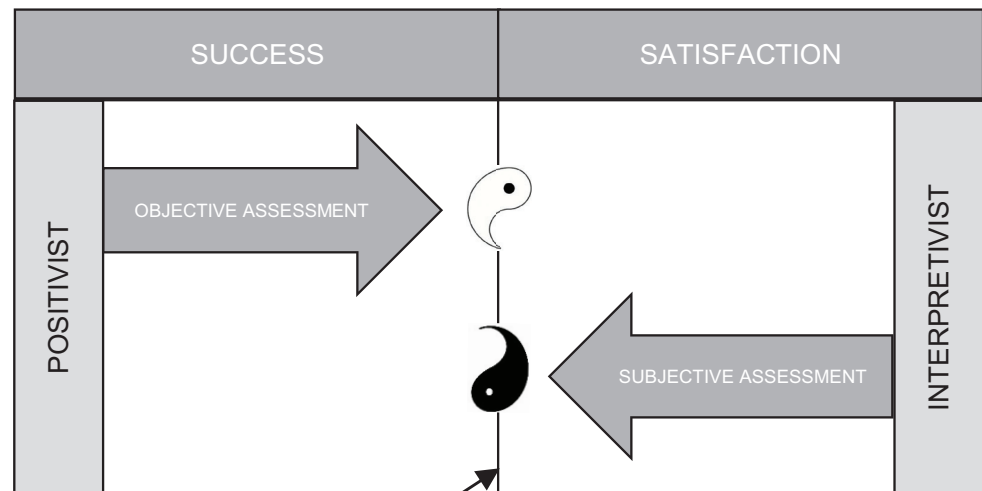 SUCCESS
SATISFACTION
POSITIVIST
OBJECTIVE ASSESSMENT
SUBJECTIVE ASSESSMENT
INTERPRETIVIST